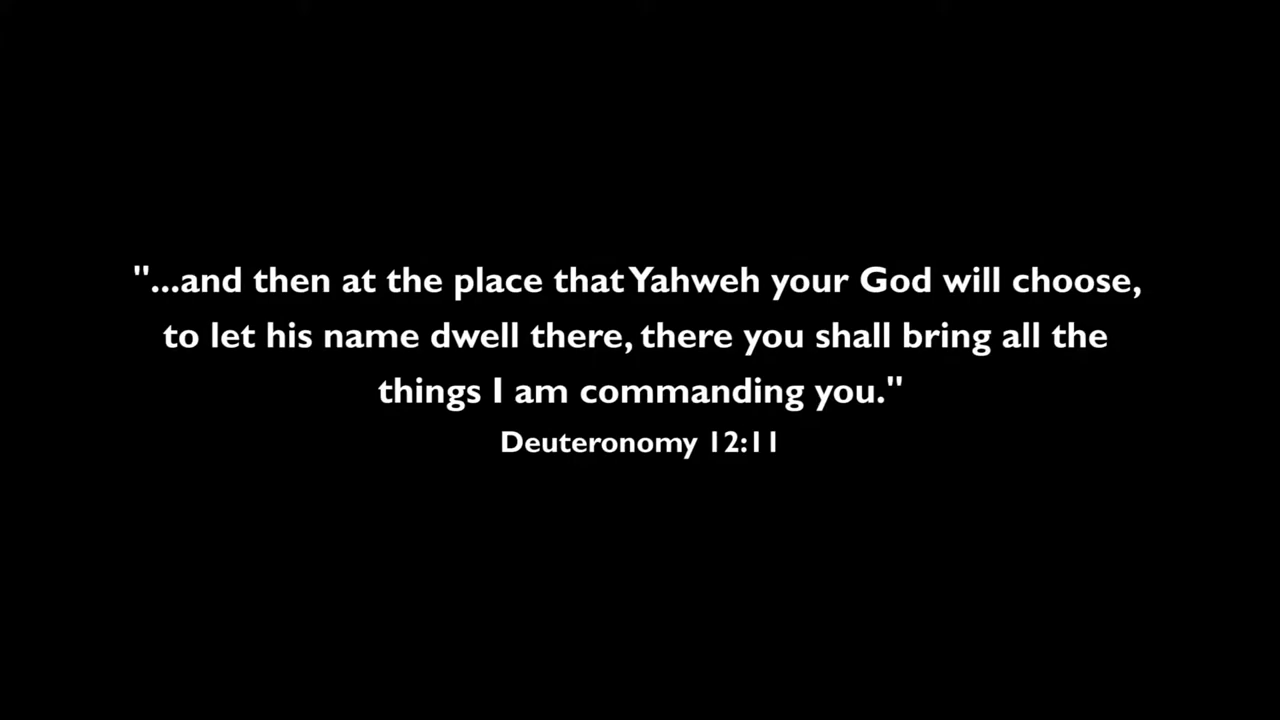 "...and then at the place that Yahweh your God will choose,
to let his name dwell there, there you shall bring all the
things I am commanding you."
Deuteronomy 12:11